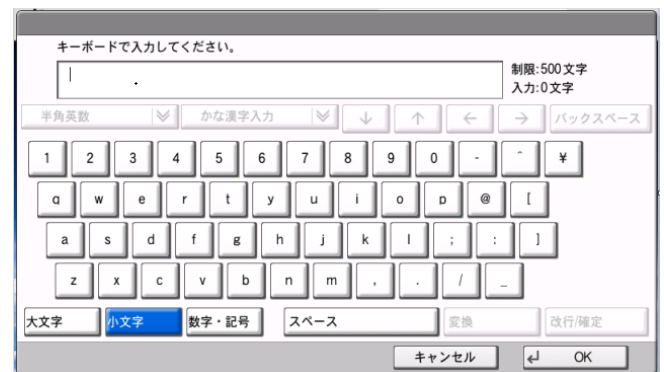 キーボードで入力してください。
制限:500文字
入力:0文字
半角英数 かな漢字入力 ↓ ↑ ← → バックスペース
1 2 3 4 5 6 7 8 9 0 - ^ ¥
q w e r t y u i o p @ [
a s d f g h j k l ; : ]
z x c v b n m , . / _
大文字 小文字 数字・記号 スペース 変換 改行/確定
キャンセル OK